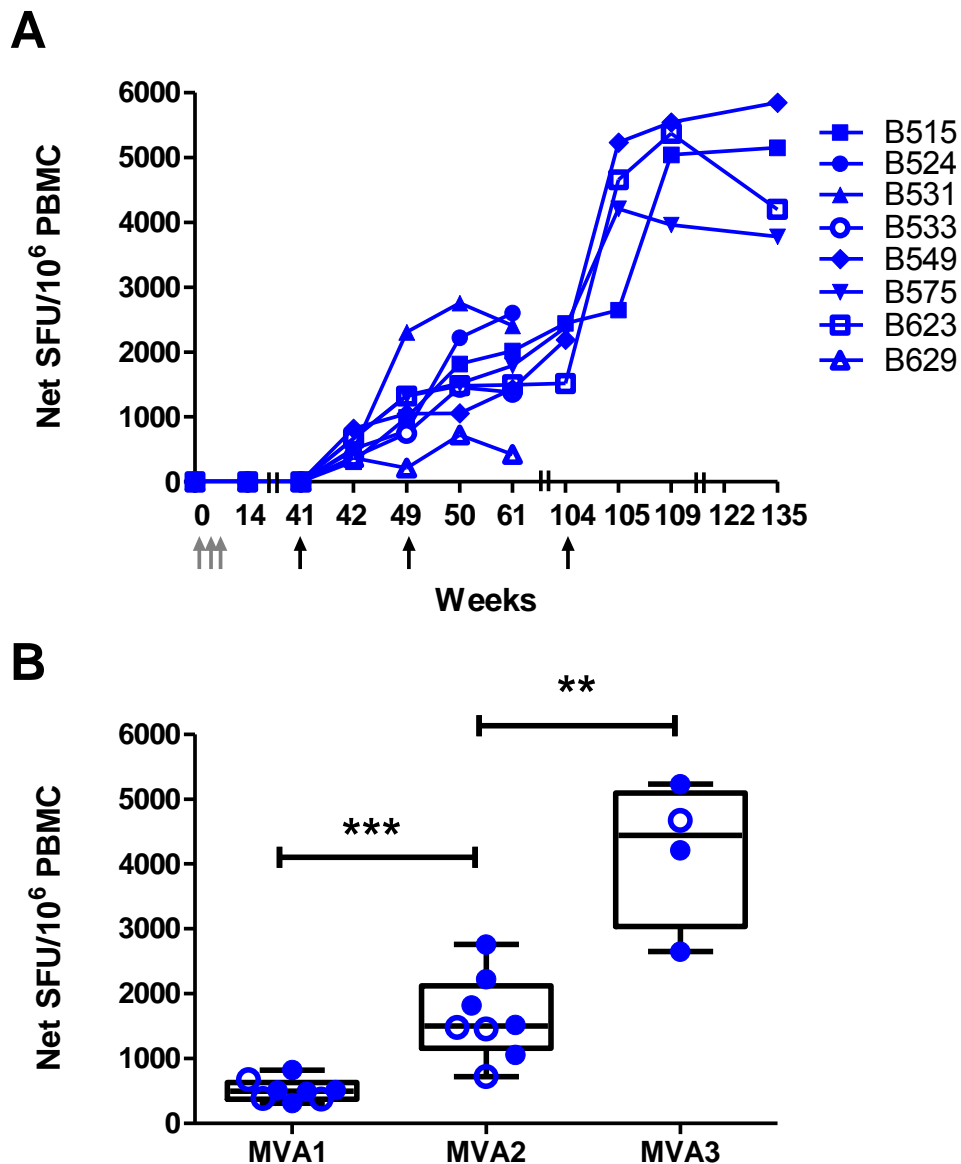 A
Net SFU/10⁶ PBMC
6000
5000
4000
3000
2000
1000
0
0 14 41 42 49 50 61 104 105 109 122 135
Weeks
B515
B524
B531
B533
B549
B575
B623
B629
B
Net SFU/10⁶ PBMC
6000
5000
4000
3000
2000
1000
0
***
**
MVA1 MVA2 MVA3